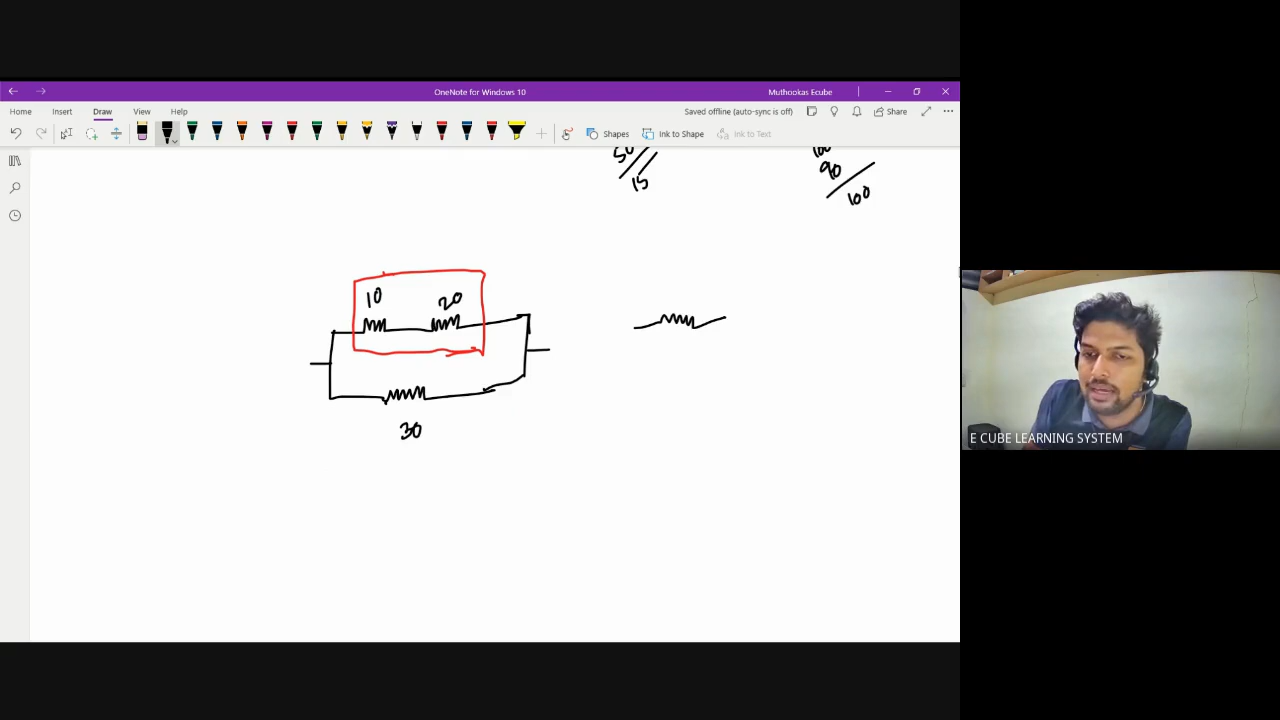 OneNote for Windows 10
Muthookas Ecube
Home Insert Draw View Help
Saved offline (auto-sync is off)
Share
Shapes
Ink to Shape
Ink to Text
50
15
100
90
100
10
20
30
E CUBE LEARNING SYSTEM